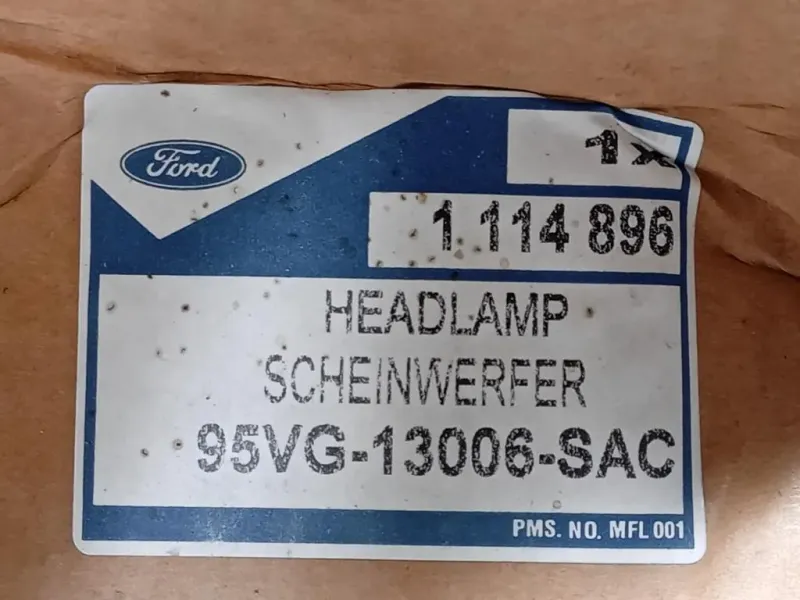 Ford
1x
1 114 896
HEADLAMP
SCHEINWERFER
95VG-13006-SAC
PMS. NO. MFL 001